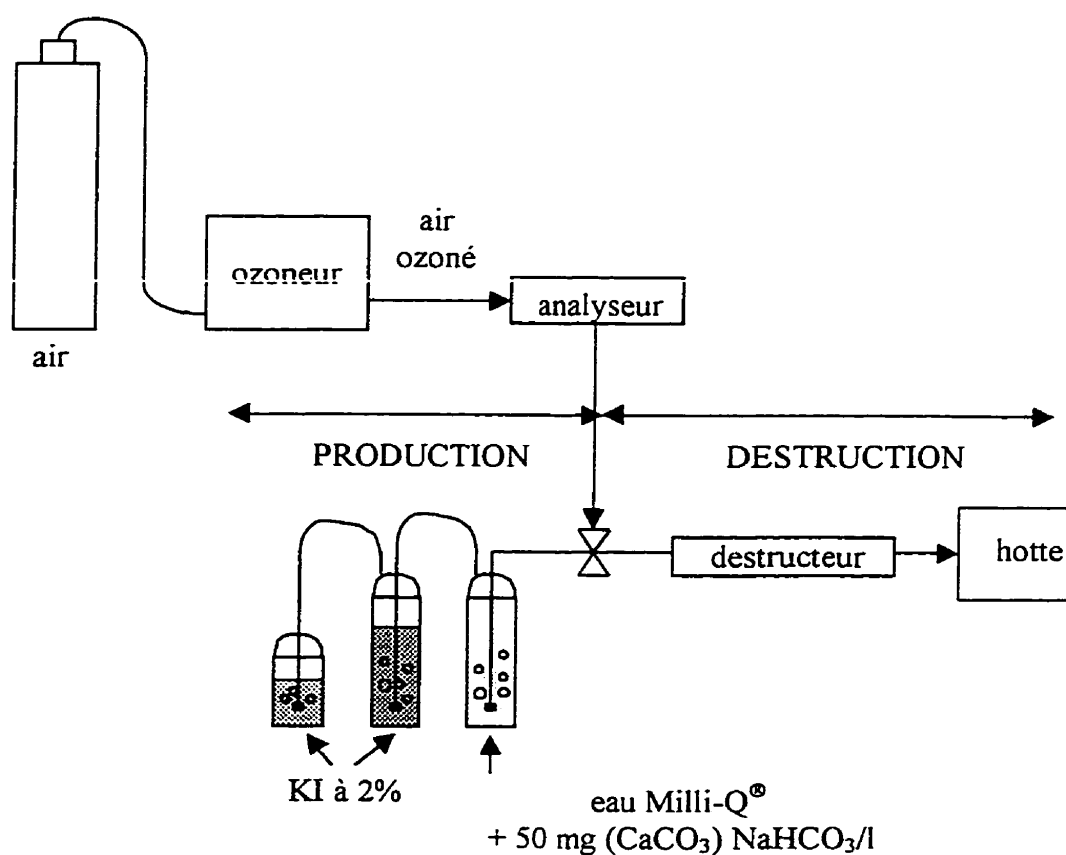 air
ozoné
ozoneur
analyseur
air
PRODUCTION
DESTRUCTION
destructeur
hotte
KI à 2%
eau Milli-Q®
+ 50 mg (CaCO₃) NaHCO₃/l